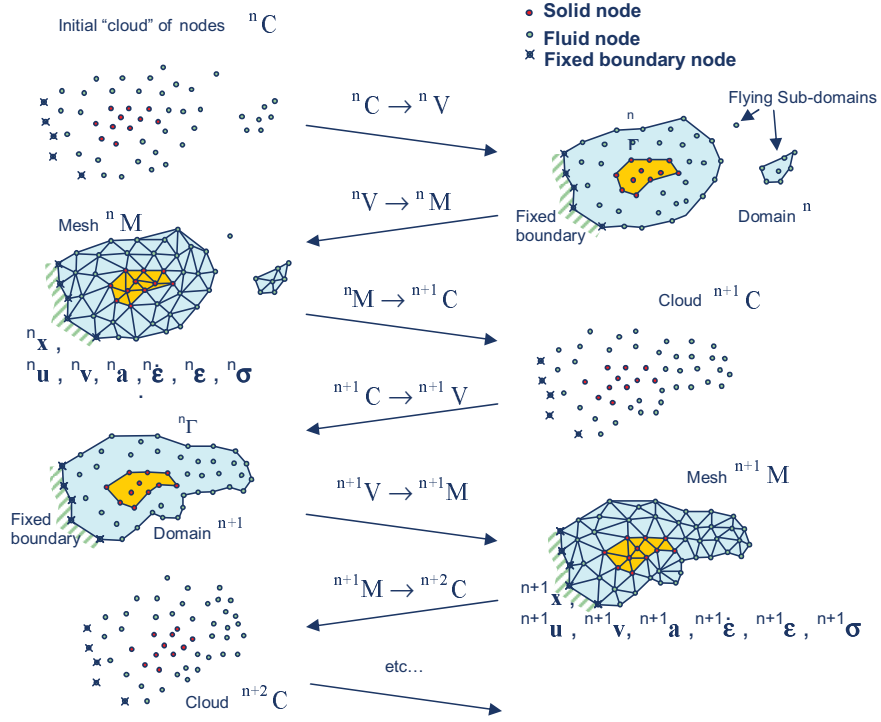 Initial “cloud” of nodes ⁿC
Solid node
Fluid node
Fixed boundary node
ⁿC → ⁿV
Flying Sub-domains
n
Γ
Fixed
boundary
Domain ⁿ
ⁿV → ⁿM
Mesh ⁿM
ⁿx ,
ⁿu , ⁿv, ⁿa ,ⁿε̇ , ⁿε , ⁿσ
.
ⁿM → ⁿ⁺¹C
Cloud ⁿ⁺¹C
ⁿ⁺¹C → ⁿ⁺¹V
ⁿΓ
Fixed
boundary
Domain ⁿ⁺¹
ⁿ⁺¹V → ⁿ⁺¹M
Mesh ⁿ⁺¹M
ⁿ⁺¹x ,
ⁿ⁺¹u , ⁿ⁺¹v, ⁿ⁺¹a , ⁿ⁺¹ε̇ , ⁿ⁺¹ε , ⁿ⁺¹σ
ⁿ⁺¹M → ⁿ⁺²C
Cloud ⁿ⁺²C
etc…